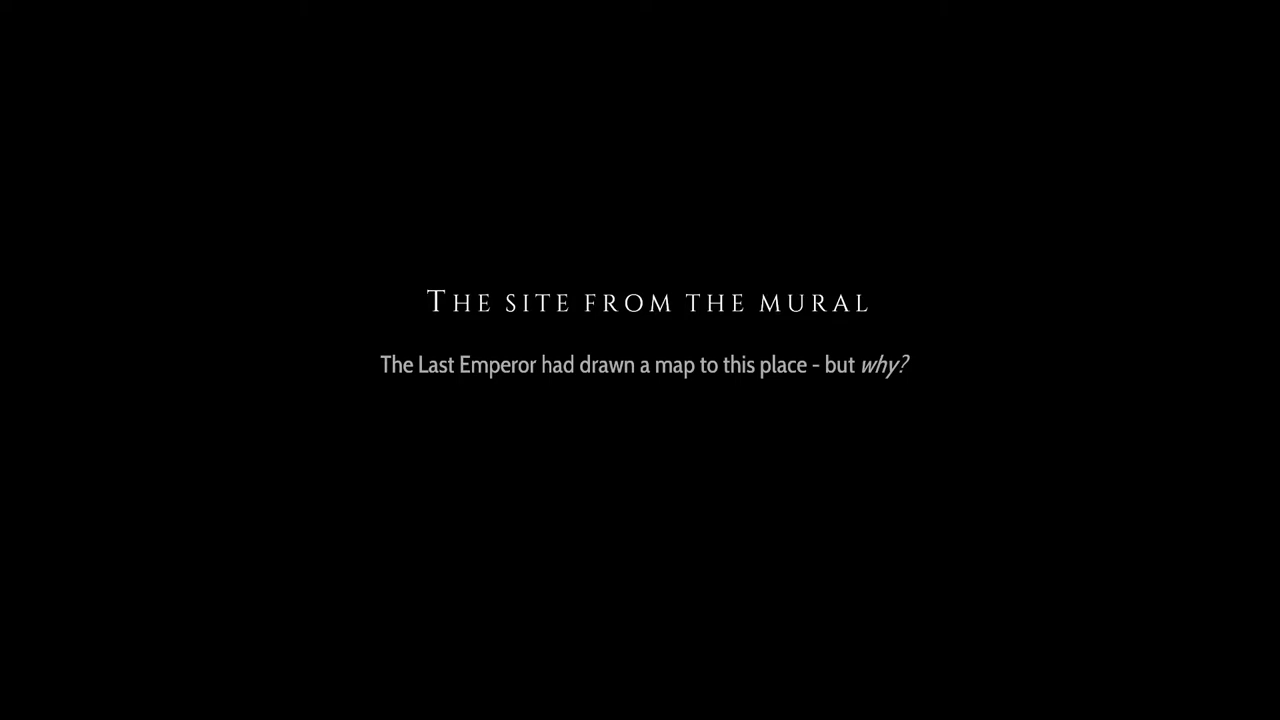 The site from the mural
The Last Emperor had drawn a map to this place - but why?